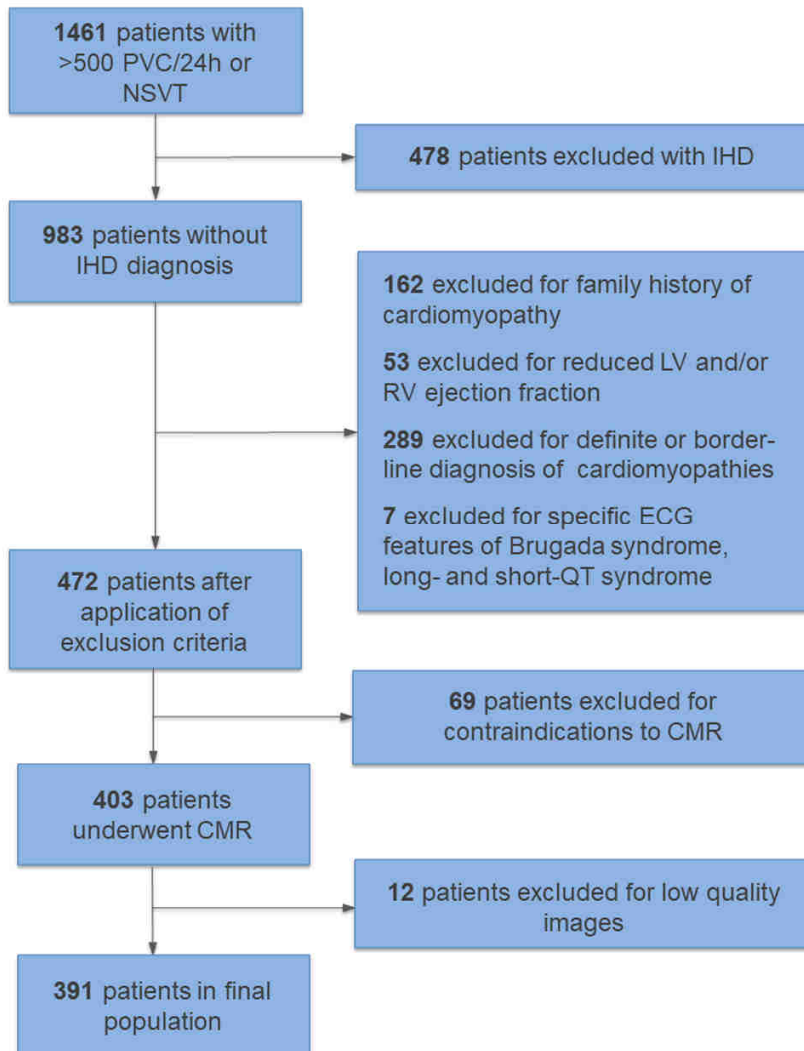 1461 patients with
>500 PVC/24h or
NSVT
478 patients excluded with IHD
983 patients without
IHD diagnosis
162 excluded for family history of
cardiomyopathy
53 excluded for reduced LV and/or
RV ejection fraction
289 excluded for definite or border-
line diagnosis of cardiomyopathies
7 excluded for specific ECG
features of Brugada syndrome,
long- and short-QT syndrome
472 patients after
application of
exclusion criteria
69 patients excluded for
contraindications to CMR
403 patients
underwent CMR
12 patients excluded for low quality
images
391 patients in final
population